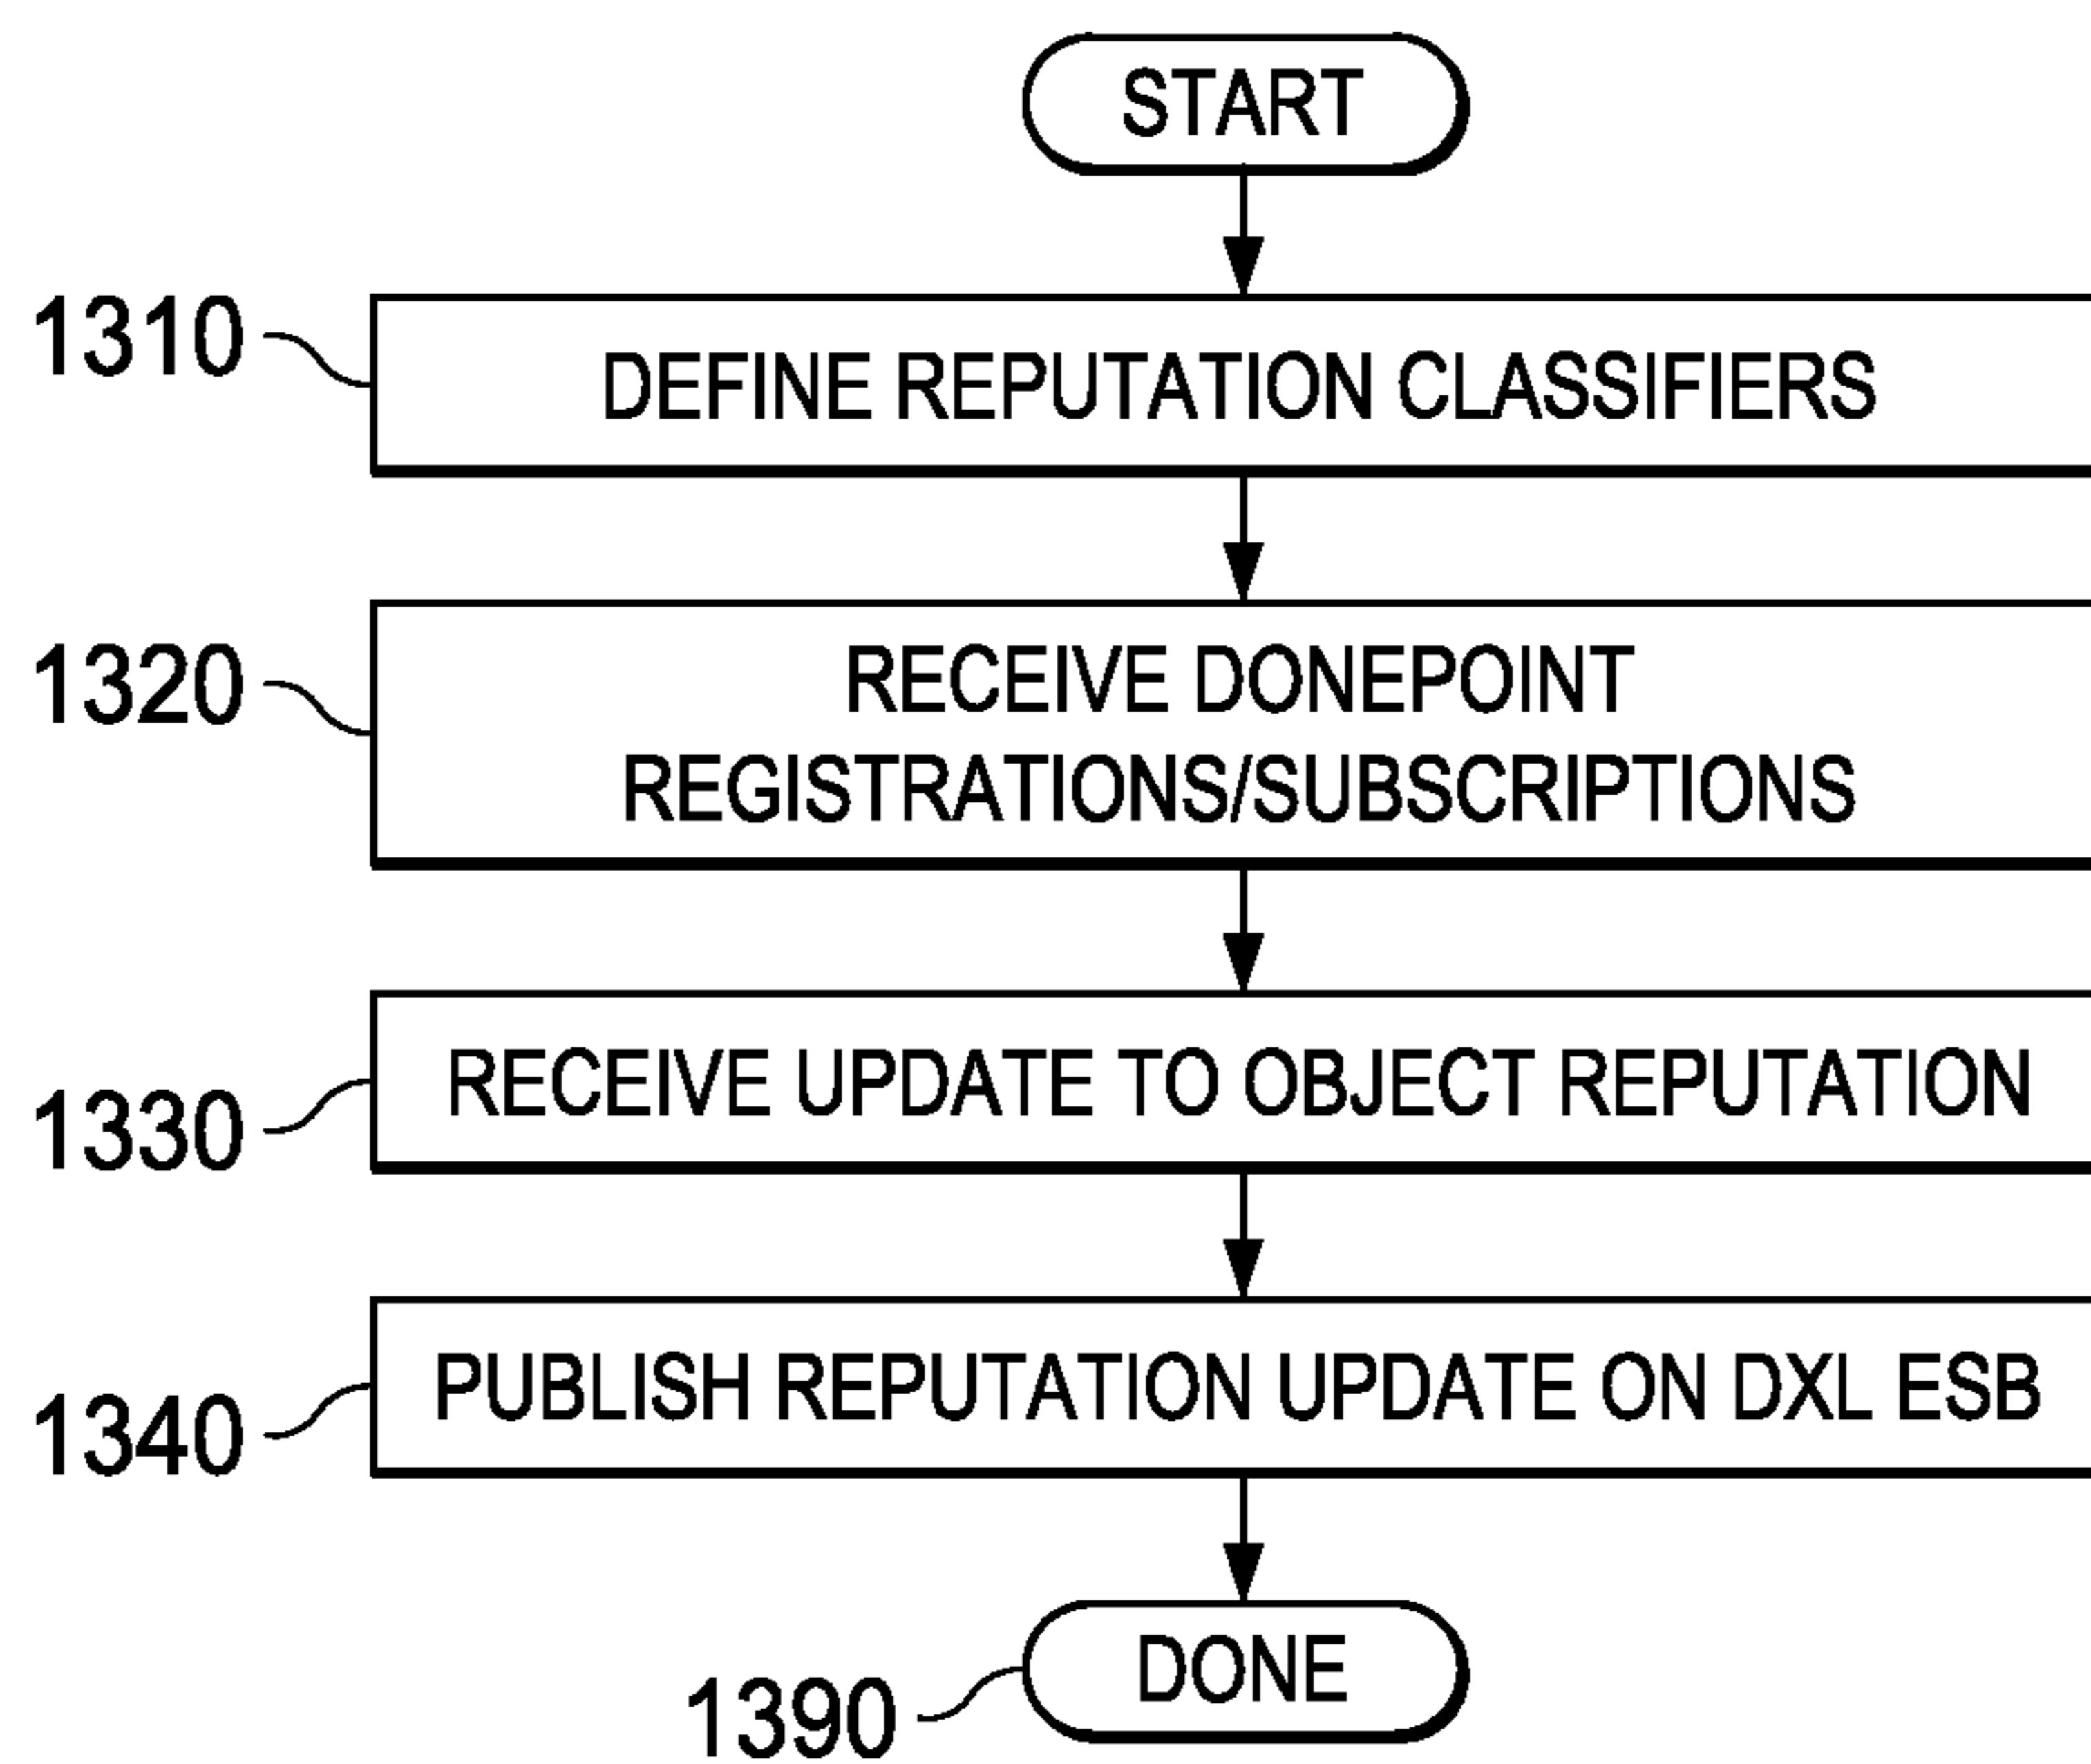 START
1310
DEFINE REPUTATION CLASSIFIERS
1320
RECEIVE DONEPOINT
REGISTRATIONS/SUBSCRIPTIONS
1330
RECEIVE UPDATE TO OBJECT REPUTATION
1340
PUBLISH REPUTATION UPDATE ON DXL ESB
1390
DONE